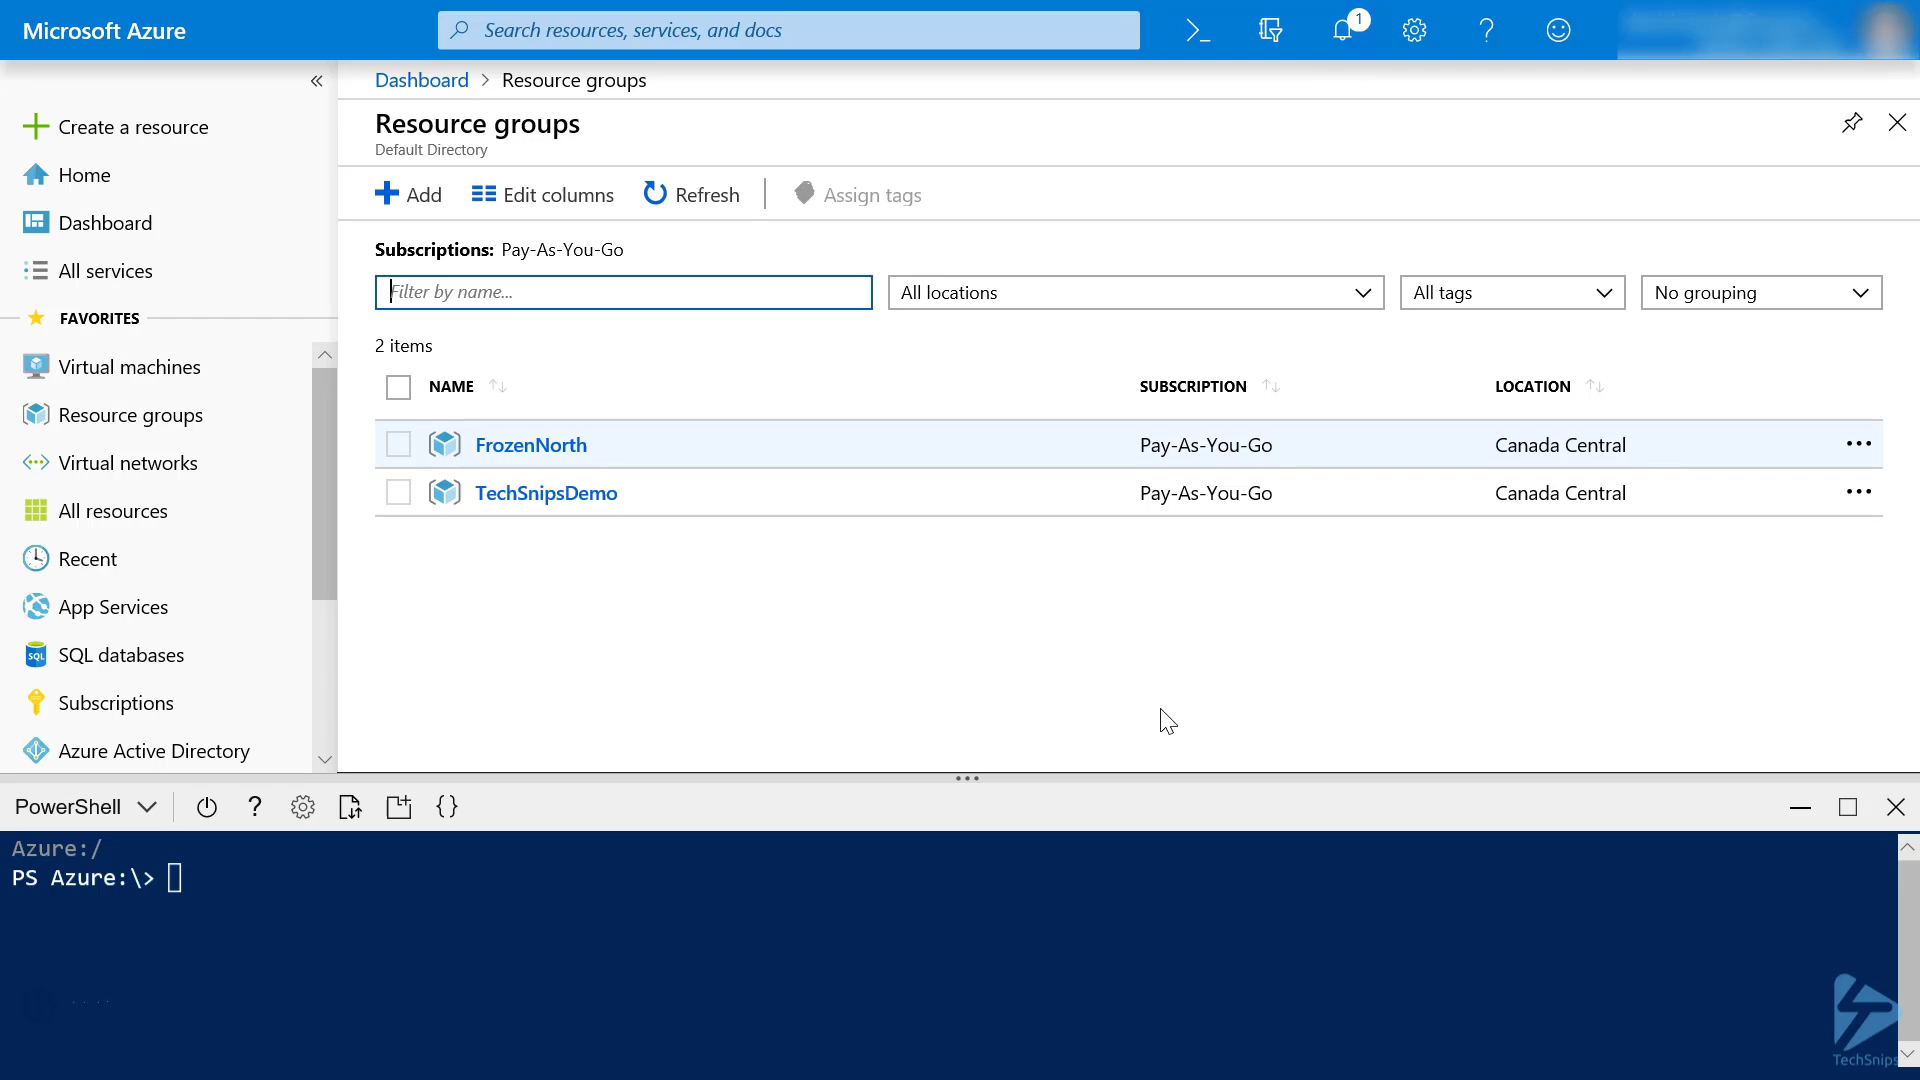 Microsoft Azure
Search resources, services, and docs
1
Dashboard > Resource groups
Resource groups
Default Directory
Create a resource
Home
Dashboard
All services
FAVORITES
Virtual machines
Resource groups
Virtual networks
All resources
Recent
App Services
SQL databases
Subscriptions
Azure Active Directory
Add Edit columns Refresh Assign tags
Subscriptions: Pay-As-You-Go
Filter by name... All locations All tags No grouping
2 items
NAME SUBSCRIPTION LOCATION
FrozenNorth Pay-As-You-Go Canada Central
TechSnipsDemo Pay-As-You-Go Canada Central
PowerShell
Azure:/
PS Azure:\>
TechSnips